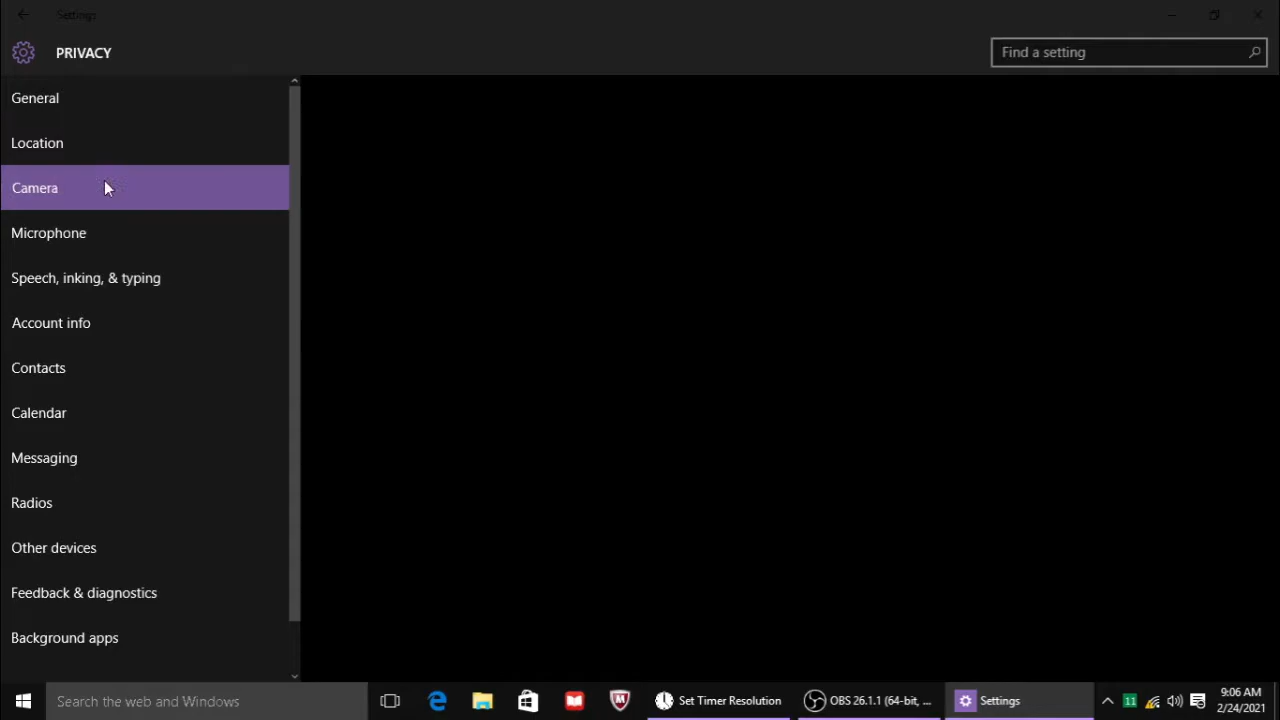 Settings
PRIVACY
Find a setting
General
Location
Camera
Microphone
Speech, inking, & typing
Account info
Contacts
Calendar
Messaging
Radios
Other devices
Feedback & diagnostics
Background apps
Search the web and Windows
Set Timer Resolution
OBS 26.1.1 (64-bit, ...
Settings
11
9:06 AM
2/24/2021